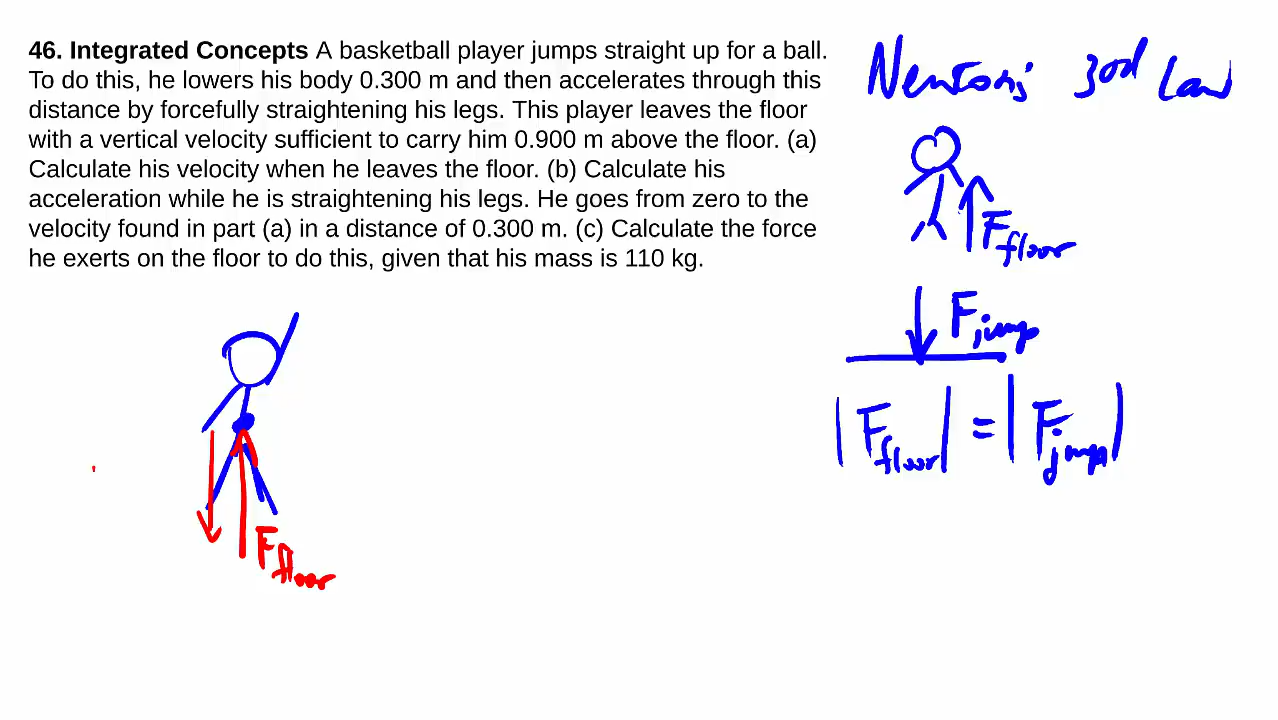 46. Integrated Concepts A basketball player jumps straight up for a ball.
To do this, he lowers his body 0.300 m and then accelerates through this
distance by forcefully straightening his legs. This player leaves the floor
with a vertical velocity sufficient to carry him 0.900 m above the floor. (a)
Calculate his velocity when he leaves the floor. (b) Calculate his
acceleration while he is straightening his legs. He goes from zero to the
velocity found in part (a) in a distance of 0.300 m. (c) Calculate the force
he exerts on the floor to do this, given that his mass is 110 kg.
Newton's 3rd Law
F floor
F jump
|F floor| = |F jump|
F floor